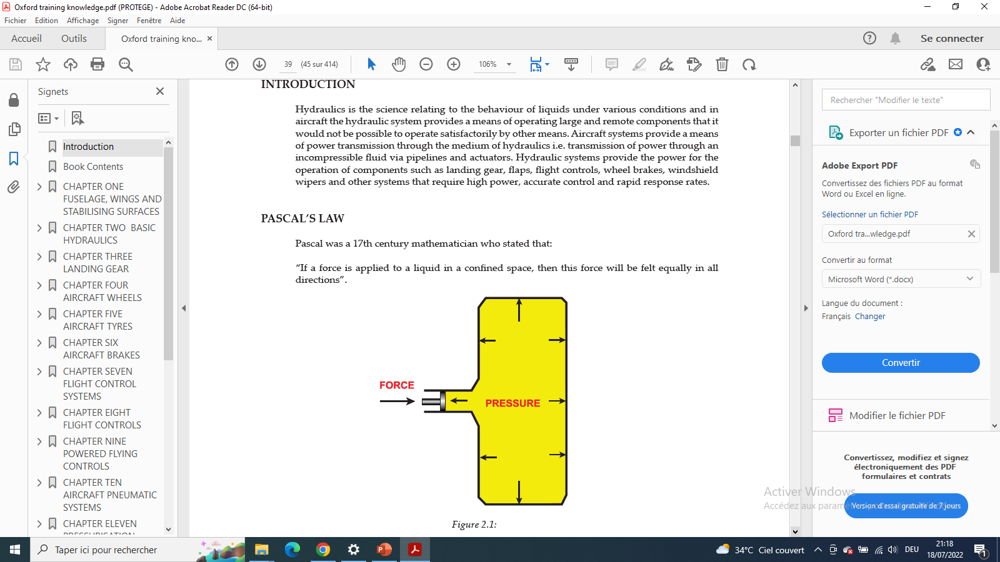 Oxford training knowledge.pdf (PROTEGE) - Adobe Acrobat Reader DC (64-bit)
Fichier Edition Affichage Signer Fenêtre Aide
Accueil Outils Oxford training kno... × Se connecter
39 (45 sur 414) 106%
Signets
Introduction
Book Contents
CHAPTER ONE
FUSELAGE, WINGS AND
STABILISING SURFACES
CHAPTER TWO BASIC
HYDRAULICS
CHAPTER THREE
LANDING GEAR
CHAPTER FOUR
AIRCRAFT WHEELS
CHAPTER FIVE
AIRCRAFT TYRES
CHAPTER SIX
AIRCRAFT BRAKES
CHAPTER SEVEN
FLIGHT CONTROL
SYSTEMS
CHAPTER EIGHT
FLIGHT CONTROLS
CHAPTER NINE
POWERED FLYING
CONTROLS
CHAPTER TEN
AIRCRAFT PNEUMATIC
SYSTEMS
CHAPTER ELEVEN
INTRODUCTION
Hydraulics is the science relating to the behaviour of liquids under various conditions and in
aircraft the hydraulic system provides a means of operating large and remote components that it
would not be possible to operate satisfactorily by other means. Aircraft systems provide a means
of power transmission through the medium of hydraulics i.e. transmission of power through an
incompressible fluid via pipelines and actuators. Hydraulic systems provide the power for the
operation of components such as landing gear, flaps, flight controls, wheel brakes, windshield
wipers and other systems that require high power, accurate control and rapid response rates.
PASCAL'S LAW
Pascal was a 17th century mathematician who stated that:
“If a force is applied to a liquid in a confined space, then this force will be felt equally in all
directions”.
FORCE
PRESSURE
Figure 2.1:
Rechercher "Modifier le texte"
Exporter un fichier PDF
Adobe Export PDF
Convertissez des fichiers PDF au format
Word ou Excel en ligne.
Sélectionner un fichier PDF
Oxford tra...wledge.pdf
Convertir au format
Microsoft Word (*.docx)
Langue du document :
Français Changer
Convertir
Modifier le fichier PDF
Convertissez, modifiez et signez
électroniquement des PDF
formulaires et contrats
Version d'essai gratuite de 7 jours
Activer Windows
Accédez aux paramètres pour activer Windows.
Taper ici pour rechercher
34°C Ciel couvert DEU
21:18
18/07/2022
1